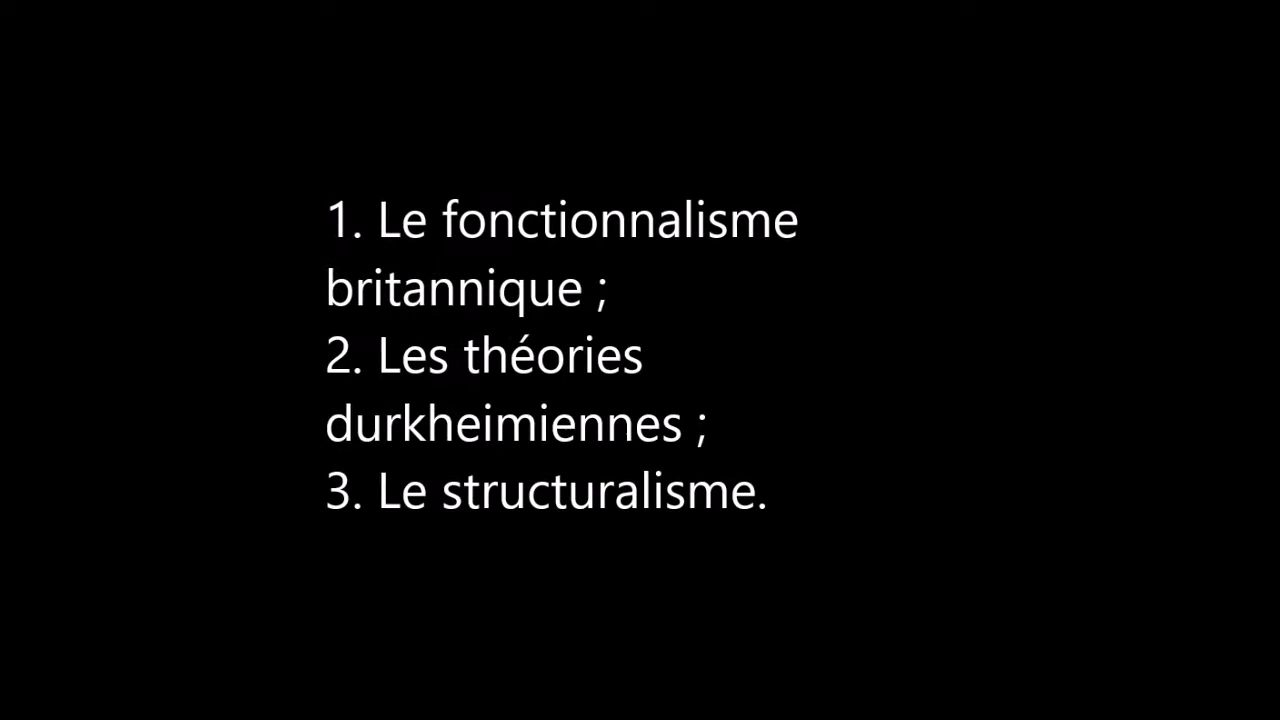 1. Le fonctionnalisme
britannique ;
2. Les théories
durkheimiennes ;
3. Le structuralisme.